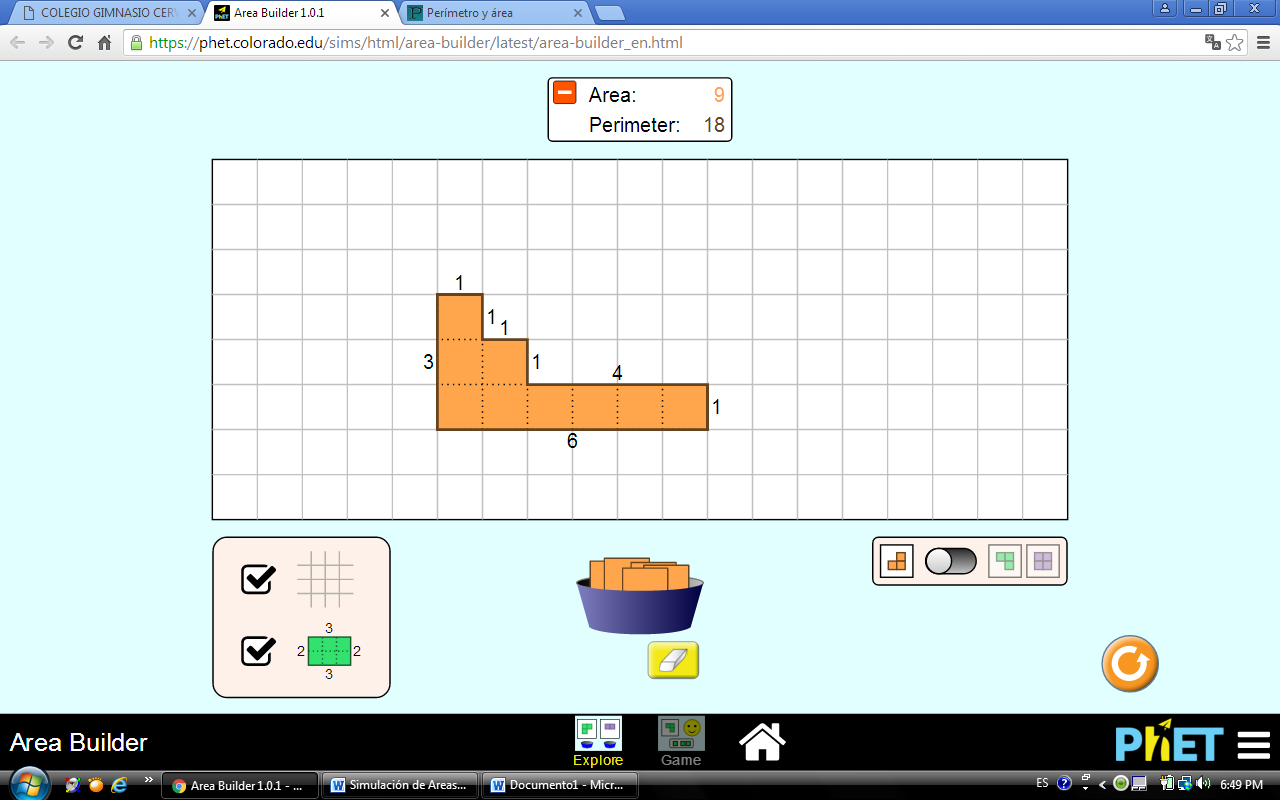 COLEGIO GIMNASIO CERV
Area Builder 1.0.1
Perímetro y área
https://phet.colorado.edu/sims/html/area-builder/latest/area-builder_en.html
Area: 9
Perimeter: 18
1
1
1
3
1
4
1
6
3
2
2
3
Area Builder
Explore
Game
PhET
Area Builder 1.0.1 - ...
Simulación de Areas...
Documento1 - Micr...
ES
6:49 PM